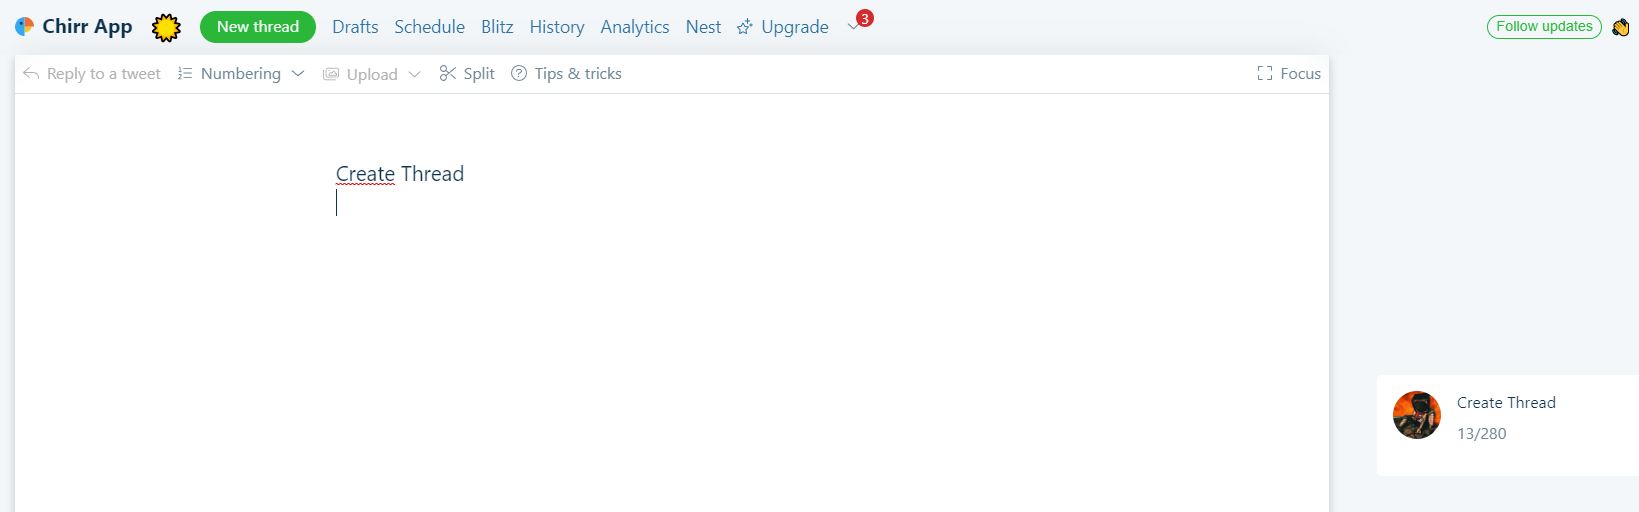 Chirr App New thread Drafts Schedule Blitz History Analytics Nest Upgrade 3 Follow updates
Reply to a tweet Numbering Upload Split Tips & tricks Focus
Create Thread
Create Thread
13/280